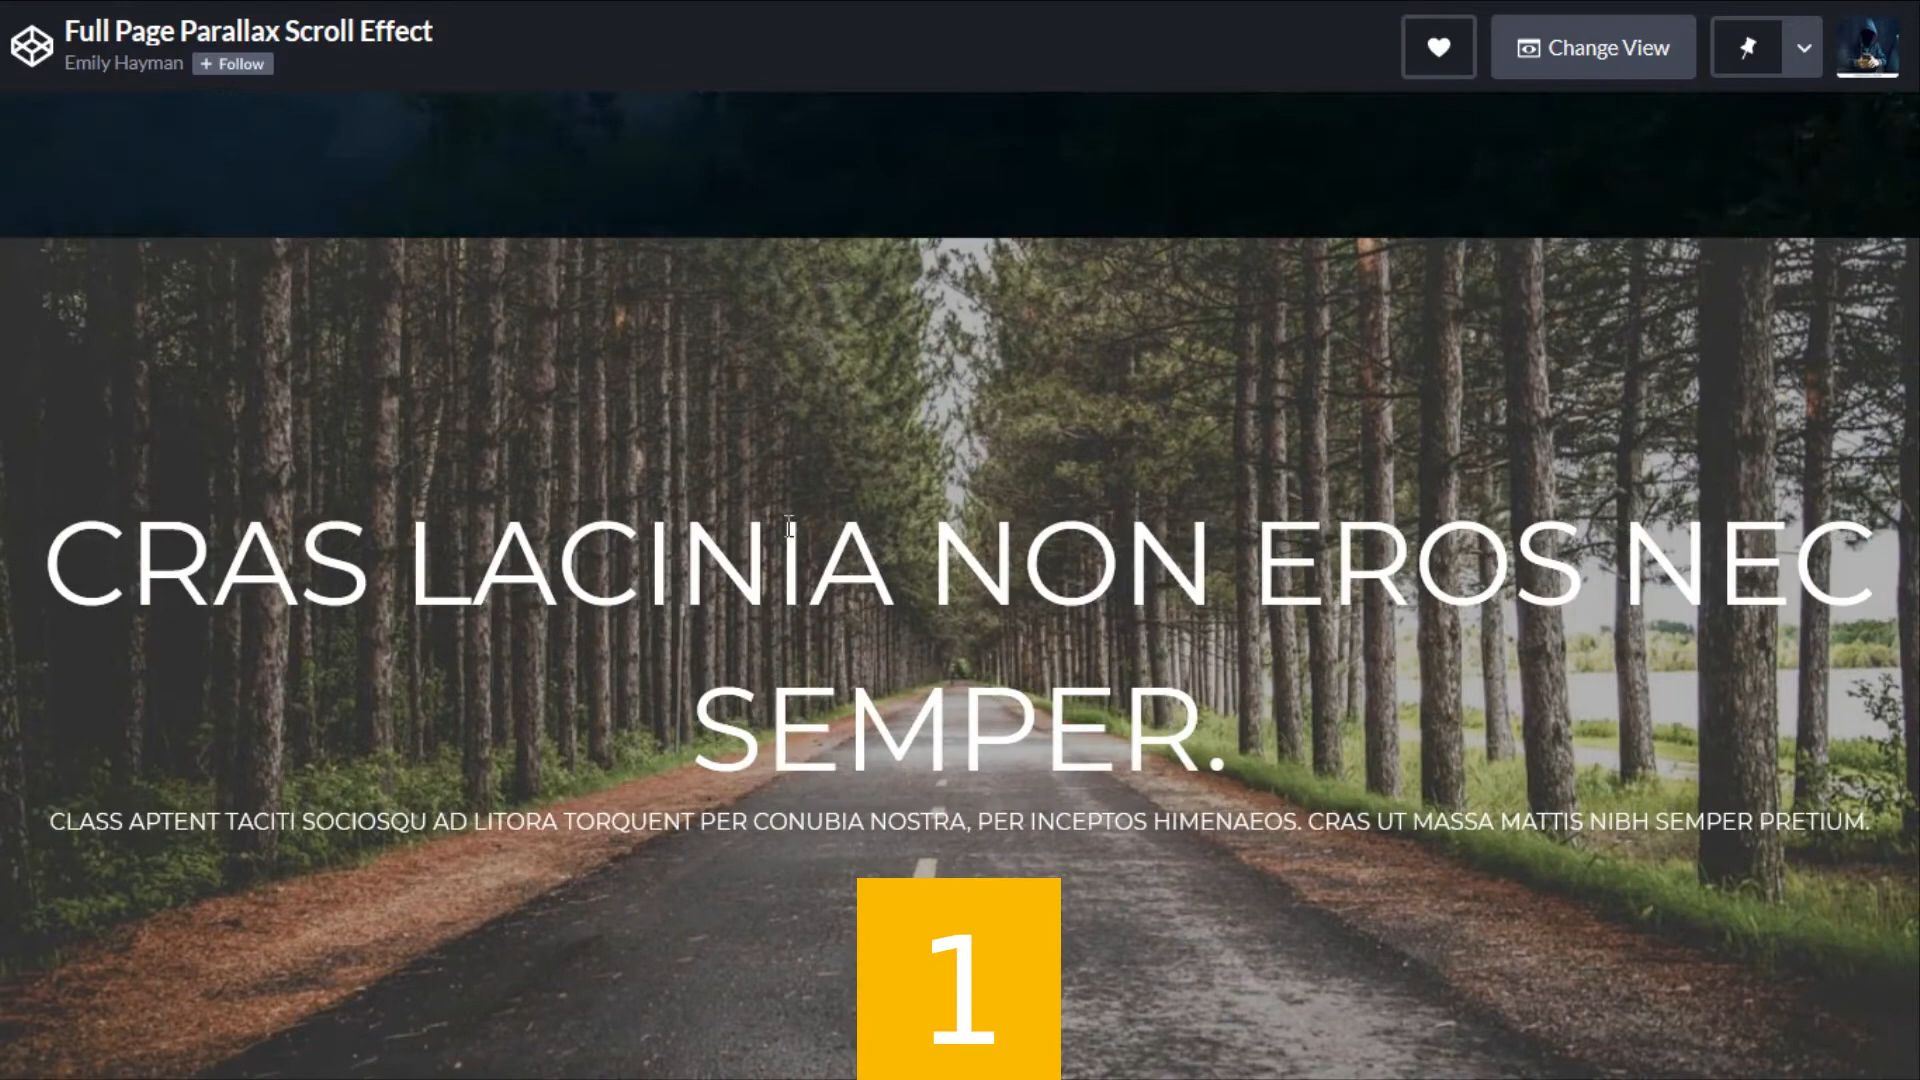 Full Page Parallax Scroll Effect
Emily Hayman + Follow
Change View
CRAS LACINIA NON EROS NEC
SEMPER.
CLASS APTENT TACITI SOCIOSQU AD LITORA TORQUENT PER CONUBIA NOSTRA, PER INCEPTOS HIMENAEOS. CRAS UT MASSA MATTIS NIBH SEMPER PRETIUM.
1